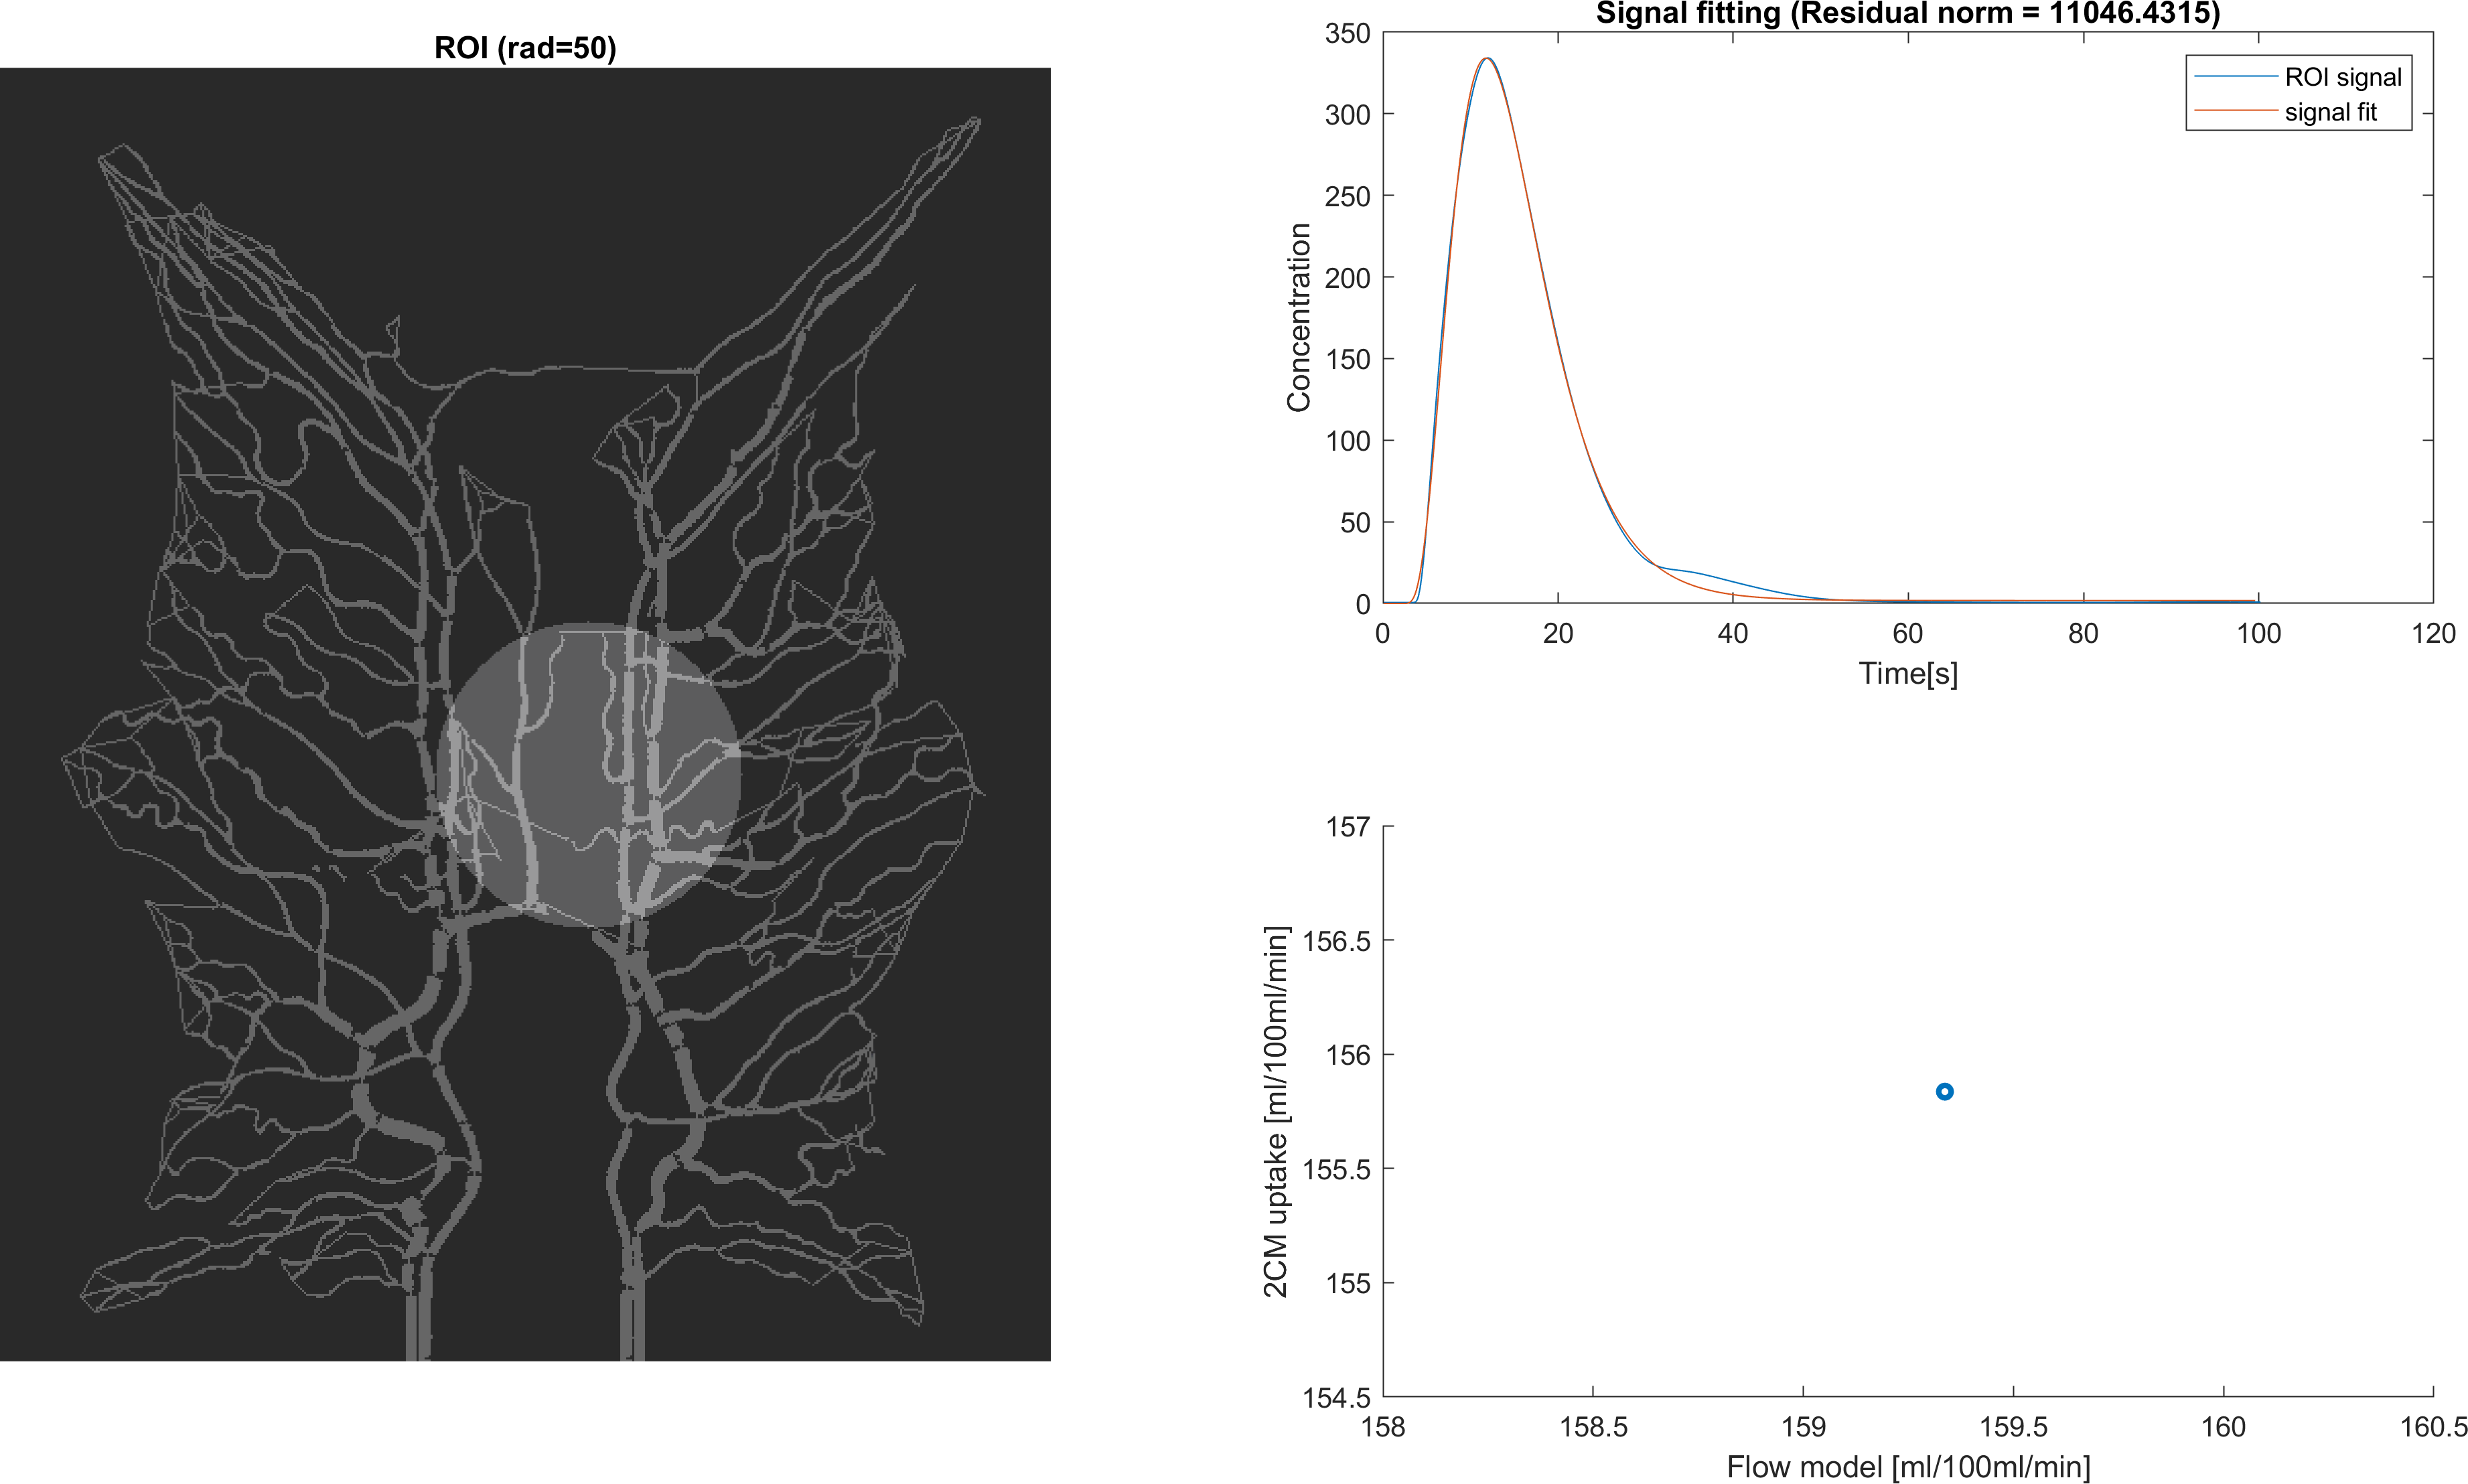 ROI (rad=50)
Signal fitting (Residual norm = 11046.4315)
350
300
250
200
150
100
50
0
Concentration
ROI signal
signal fit
0 20 40 60 80 100 120
Time[s]
157
156.5
156
155.5
155
154.5
2CM uptake [ml/100ml/min]
158 158.5 159 159.5 160 160.5
Flow model [ml/100ml/min]